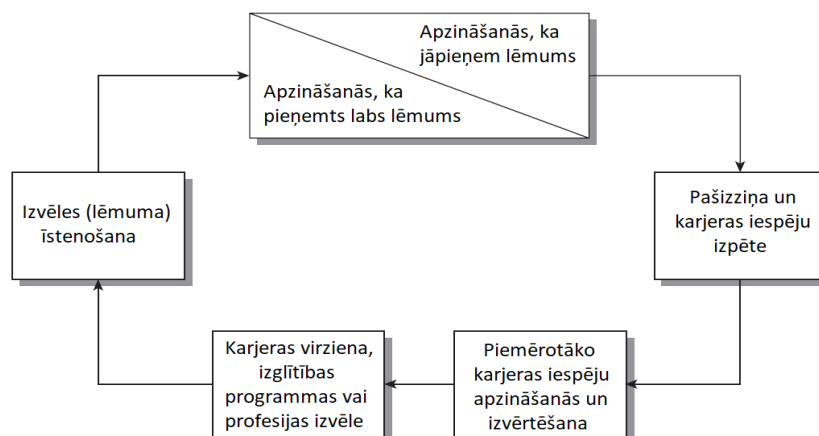 Apzināšanās, ka
jāpieņem lēmums
Apzināšanās, ka
pieņemts labs lēmums
Pašizziņa un
karjeras iespēju
izpēte
Piemērotāko
karjeras iespēju
apzināšanās un
izvērtēšana
Karjeras virziena,
izglītības
programmas vai
profesijas izvēle
Izvēles (lēmuma)
īstenošana